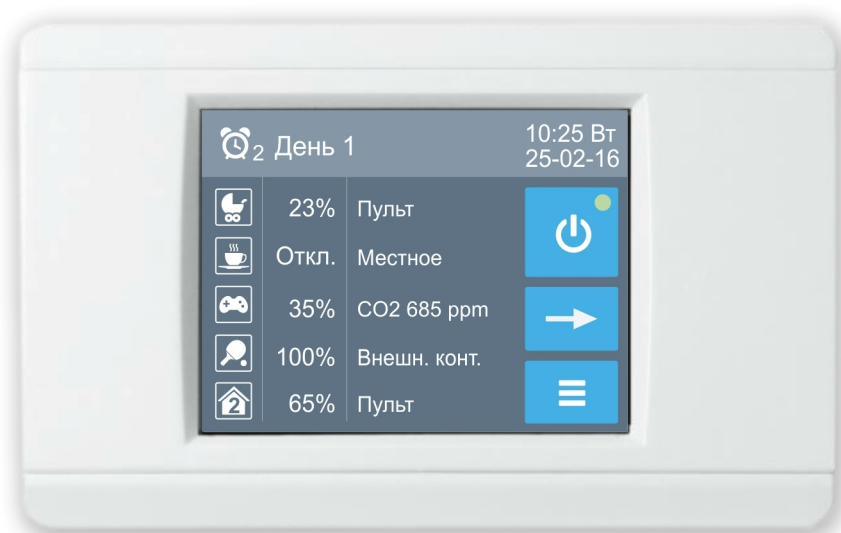 2 День 1
10:25 Вт
25-02-16
23% Пульт
Откл. Местное
35% CO2 685 ppm
100% Внешн. конт.
2 65% Пульт